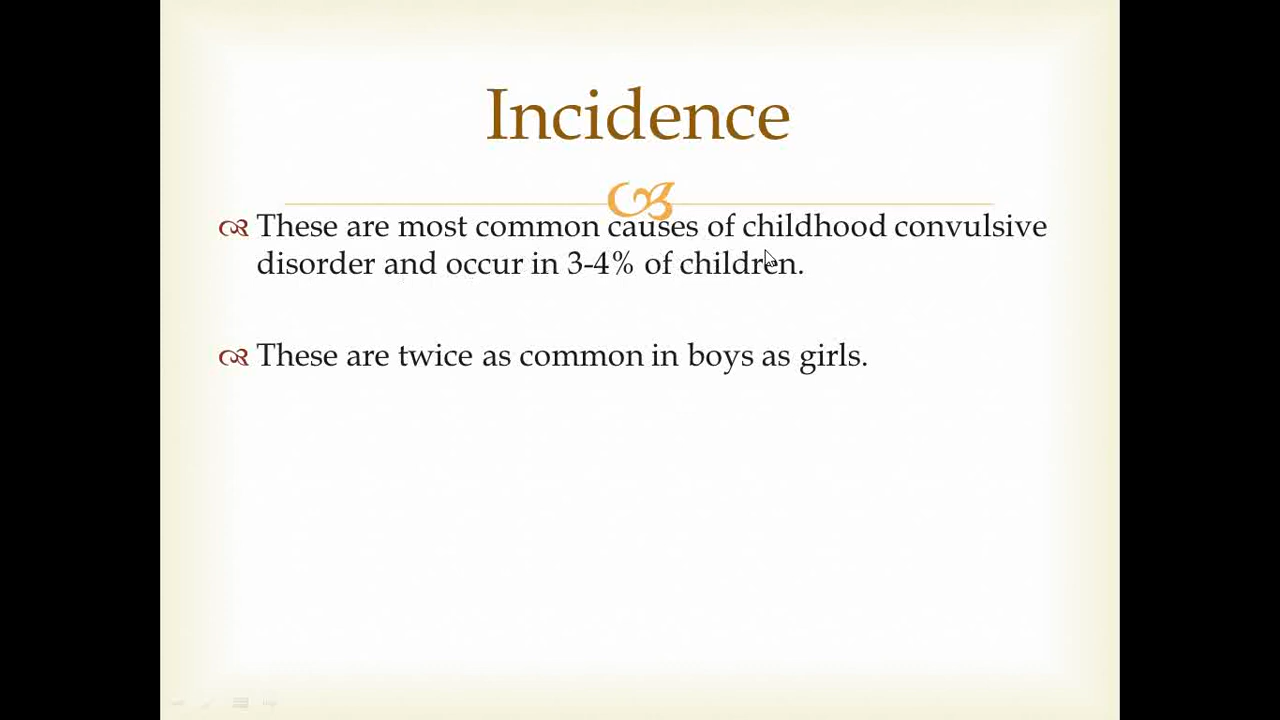 Incidence
These are most common causes of childhood convulsive
disorder and occur in 3-4% of children.
These are twice as common in boys as girls.